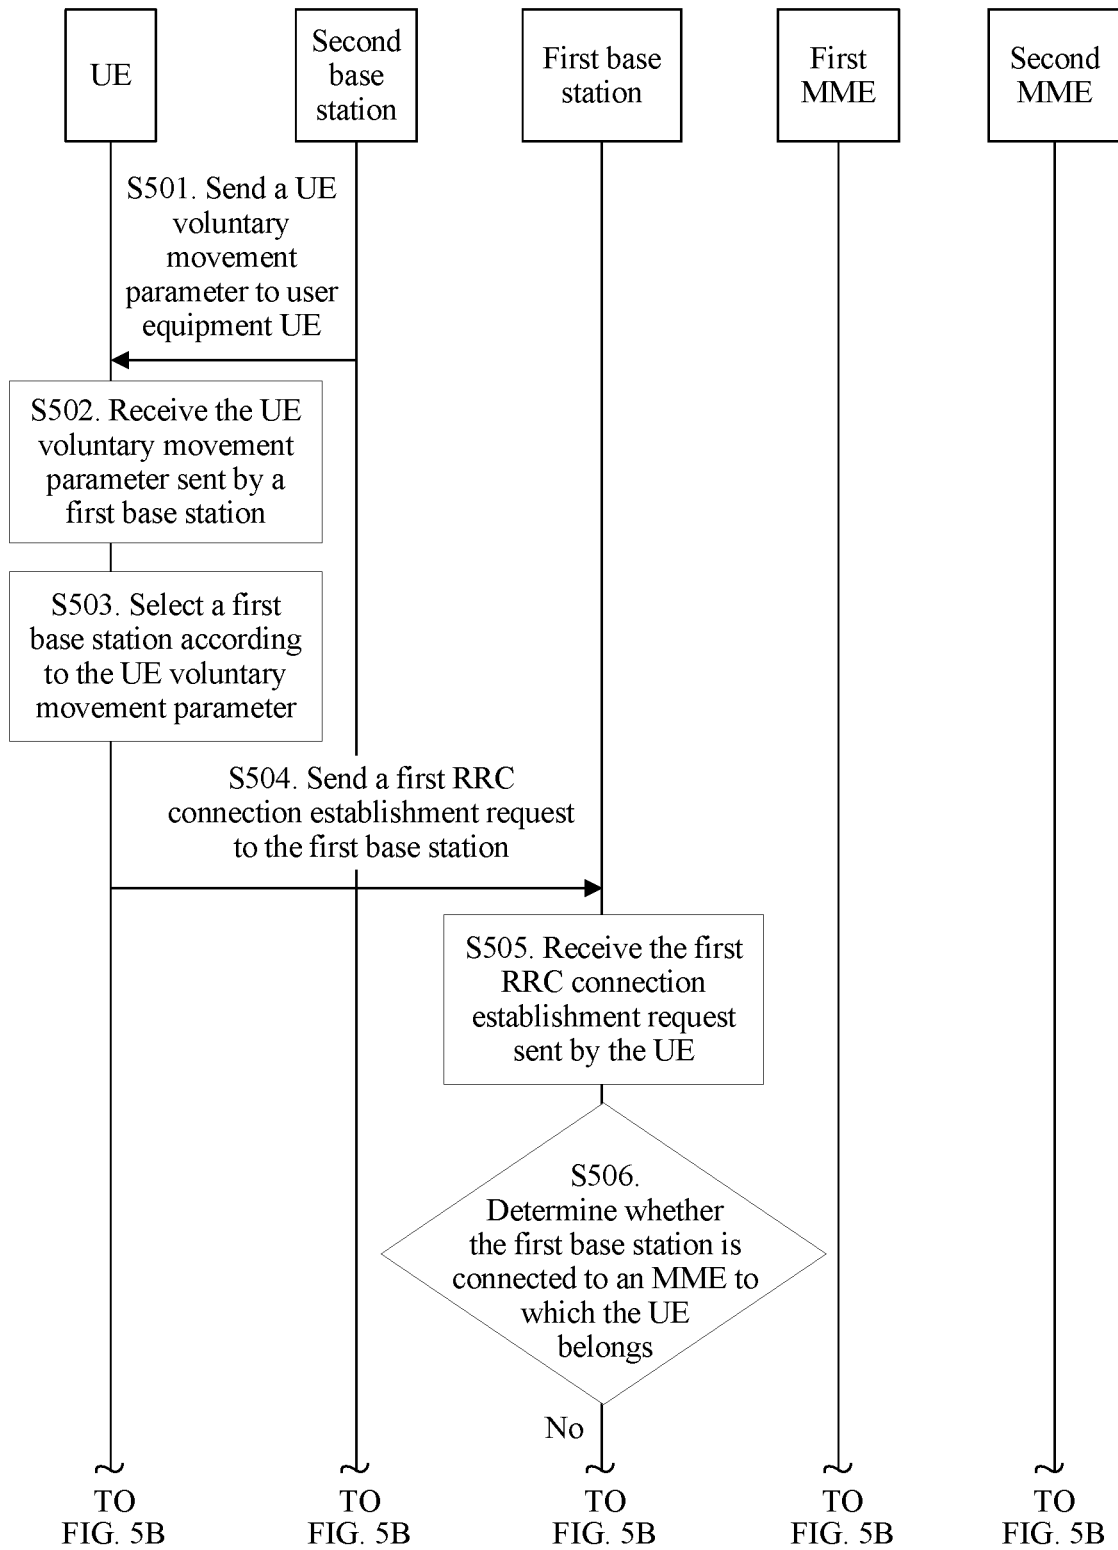 UE
Second
base
station
First base
station
First
MME
Second
MME
S501. Send a UE
voluntary
movement
parameter to user
equipment UE
S502. Receive the UE
voluntary movement
parameter sent by a
first base station
S503. Select a first
base station according
to the UE voluntary
movement parameter
S504. Send a first RRC
connection establishment request
to the first base station
S505. Receive the first
RRC connection
establishment request
sent by the UE
S506.
Determine whether
the first base station is
connected to an MME to
which the UE
belongs
No
TO
FIG. 5B
TO
FIG. 5B
TO
FIG. 5B
TO
FIG. 5B
TO
FIG. 5B